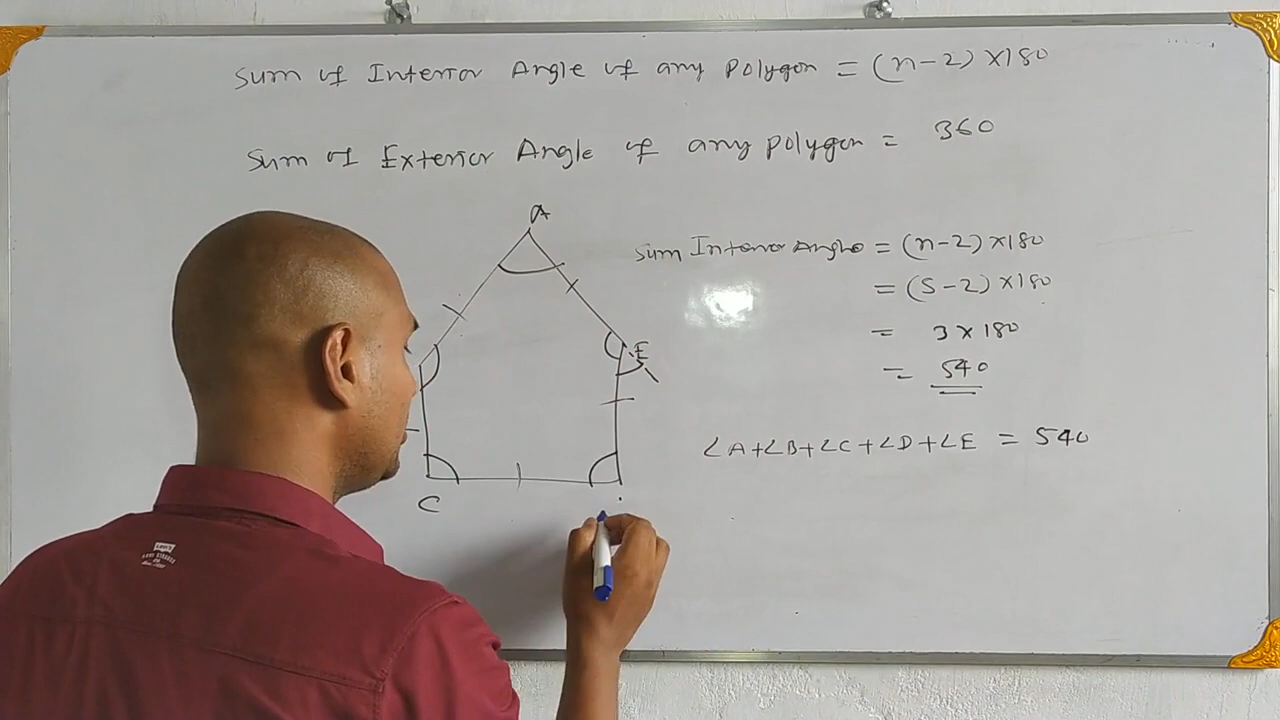 Sum of Interior Angle of any Polygon = (n-2) ×180
Sum of Exterior Angle of any polygon = 360
A
Sum Interior Angle = (n-2) ×180
= (5-2) ×180
= 3 × 180
= 540
E
∠A+∠B+∠C+∠D+∠E = 540
C